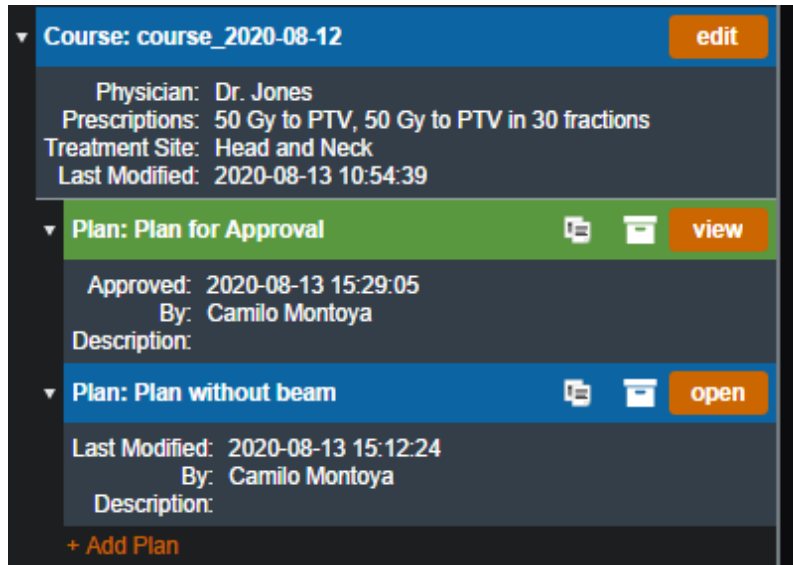 Course: course_2020-08-12 edit
Physician: Dr. Jones
Prescriptions: 50 Gy to PTV, 50 Gy to PTV in 30 fractions
Treatment Site: Head and Neck
Last Modified: 2020-08-13 10:54:39
Plan: Plan for Approval view
Approved: 2020-08-13 15:29:05
By: Camilo Montoya
Description:
Plan: Plan without beam open
Last Modified: 2020-08-13 15:12:24
By: Camilo Montoya
Description:
+ Add Plan